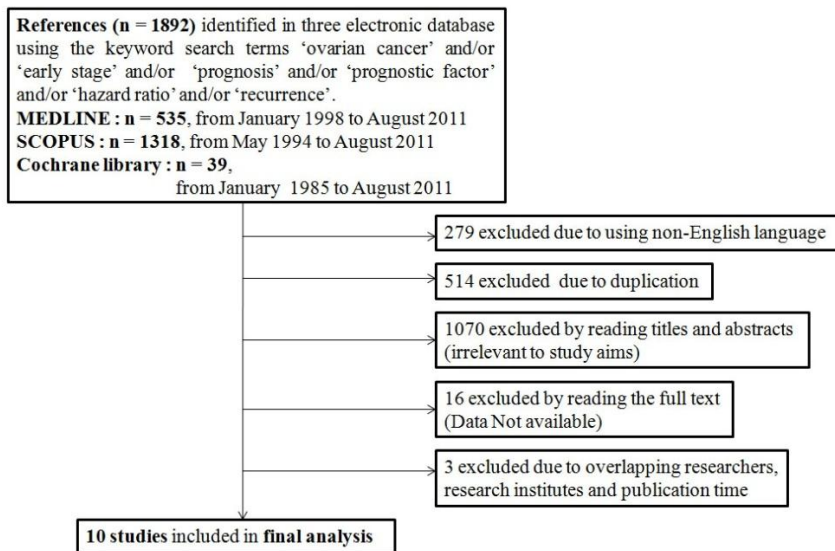 References (n = 1892) identified in three electronic database
using the keyword search terms ‘ovarian cancer’ and/or
‘early stage’ and/or ‘prognosis’ and/or ‘prognostic factor’
and/or ‘hazard ratio’ and/or ‘recurrence’.
MEDLINE : n = 535, from January 1998 to August 2011
SCOPUS : n = 1318, from May 1994 to August 2011
Cochrane library : n = 39,
from January 1985 to August 2011
279 excluded due to using non-English language
514 excluded due to duplication
1070 excluded by reading titles and abstracts
(irrelevant to study aims)
16 excluded by reading the full text
(Data Not available)
3 excluded due to overlapping researchers,
research institutes and publication time
10 studies included in final analysis